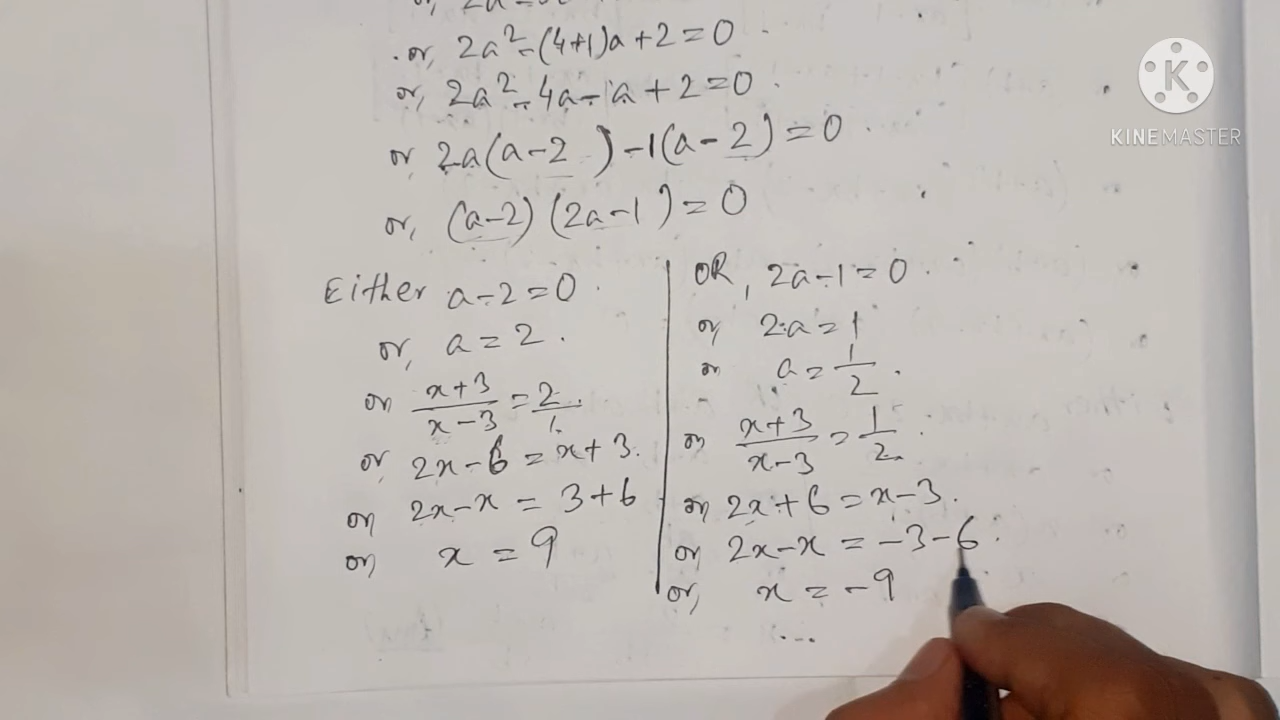 or, 2a² - (4+1)a + 2 = 0
or, 2a² - 4a - a + 2 = 0
or 2a(a-2) -1(a-2) = 0
or, (a-2) (2a-1) = 0
Either a-2=0
or, a = 2.
or (x+3)/(x-3) = 2/1.
or 2x-6 = x+3.
or 2x-x = 3+6
or x = 9
OR, 2a-1=0.
or 2a=1
or a = 1/2.
or (x+3)/(x-3) = 1/2.
or 2x+6 = x-3.
or 2x-x = -3-6.
or, x = -9
...
K
KINEMASTER